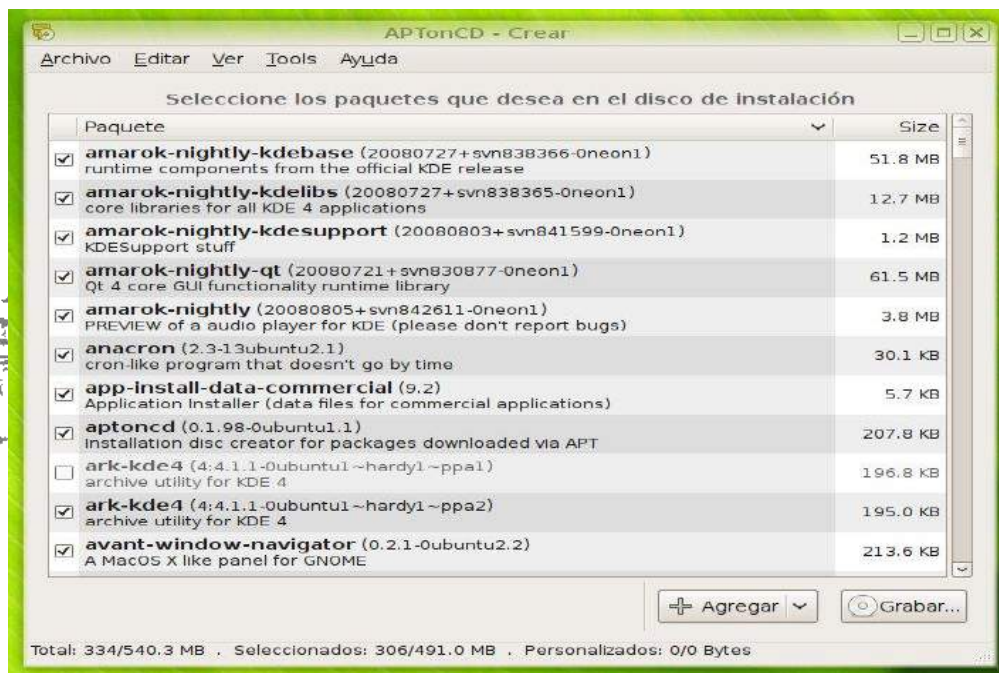 APTonCD - Crear
Archivo Editar Ver Tools Ayuda
Seleccione los paquetes que desea en el disco de instalación
Paquete Size
amarok-nightly-kdebase (20080727+svn838366-0neon1) 51.8 MB
runtime components from the official KDE release
amarok-nightly-kdelibs (20080727+svn838365-0neon1) 12.7 MB
core libraries for all KDE 4 applications
amarok-nightly-kdesupport (20080803+svn841599-0neon1) 1.2 MB
KDESupport stuff
amarok-nightly-qt (20080721+svn830877-0neon1) 61.5 MB
Qt 4 core GUI functionality runtime library
amarok-nightly (20080805+svn842611-0neon1) 3.8 MB
PREVIEW of a audio player for KDE (please don't report bugs)
anacron (2.3-13ubuntu2.1) 30.1 KB
cron-like program that doesn't go by time
app-install-data-commercial (9.2) 5.7 KB
Application Installer (data files for commercial applications)
aptoncd (0.1.98-0ubuntu1.1) 207.8 KB
Installation disc creator for packages downloaded via APT
ark-kde4 (4:4.1.1-0ubuntu1~hardy1~ppa1) 196.8 KB
archive utility for KDE 4
ark-kde4 (4:4.1.1-0ubuntu1~hardy1~ppa2) 195.0 KB
archive utility for KDE 4
avant-window-navigator (0.2.1-0ubuntu2.2) 213.6 KB
A MacOS X like panel for GNOME
Agregar Grabar...
Total: 334/540.3 MB . Seleccionados: 306/491.0 MB . Personalizados: 0/0 Bytes